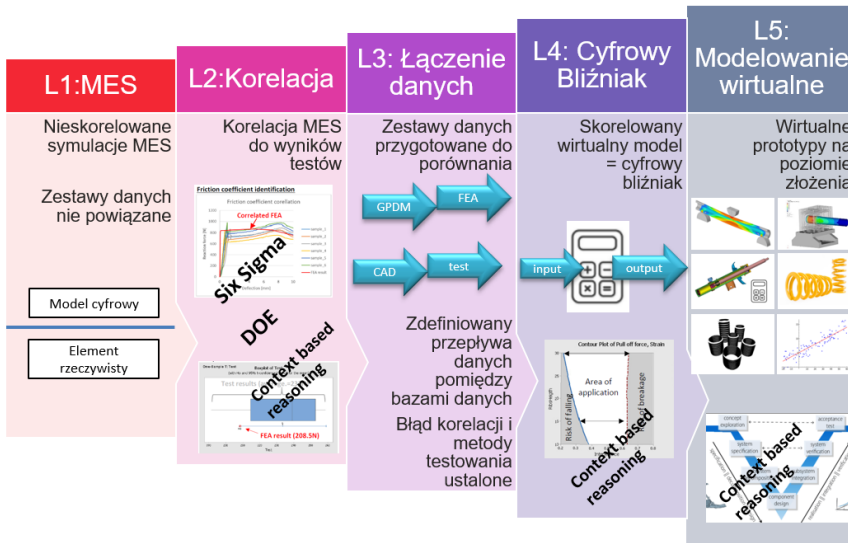 L1:MES
Nieskorelowane
symulacje MES
Zestawy danych
nie powiązane
Model cyfrowy
Element
rzeczywisty
L2:Korelacja
Korelacja MES
do wyników
testów
Friction coefficient identification
Friction coefficient corellation
Correlated FEA
Six Sigma
DOE
Context based
reasoning
FEA result (208.5N)
L3: Łączenie
danych
Zestawy danych
przygotowane do
porównania
GPDM
FEA
CAD
test
Zdefiniowany
przepływa
danych
pomiędzy
bazami danych
Błąd korelacji i
metody
testowania
ustalone
L4: Cyfrowy
Bliźniak
Skorelowany
wirtualny model
= cyfrowy
bliźniak
input
output
Contour Plot of Pull off force, Strain
Area of
application
Risk of falling
of breakage
Context based
reasoning
L5:
Modelowanie
wirtualne
Wirtualne
prototypy na
poziomie
złożenia
concept
exploration
acceptance
test
system
specification
system
verification
integration
component
design
Context based
reasoning